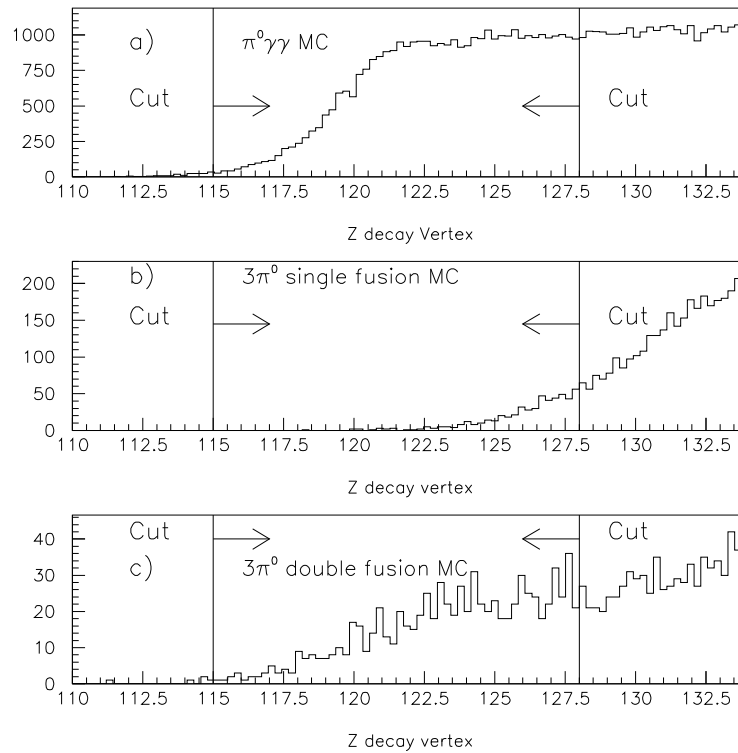 1000
750
500
250
0
a)
π⁰γγ MC
Cut
Cut
110 112.5 115 117.5 120 122.5 125 127.5 130 132.5
Z decay Vertex
200
150
100
50
0
b)
3π⁰ single fusion MC
Cut
Cut
110 112.5 115 117.5 120 122.5 125 127.5 130 132.5
Z decay vertex
40
30
20
10
0
Cut
Cut
c)
3π⁰ double fusion MC
110 112.5 115 117.5 120 122.5 125 127.5 130 132.5
Z decay vertex